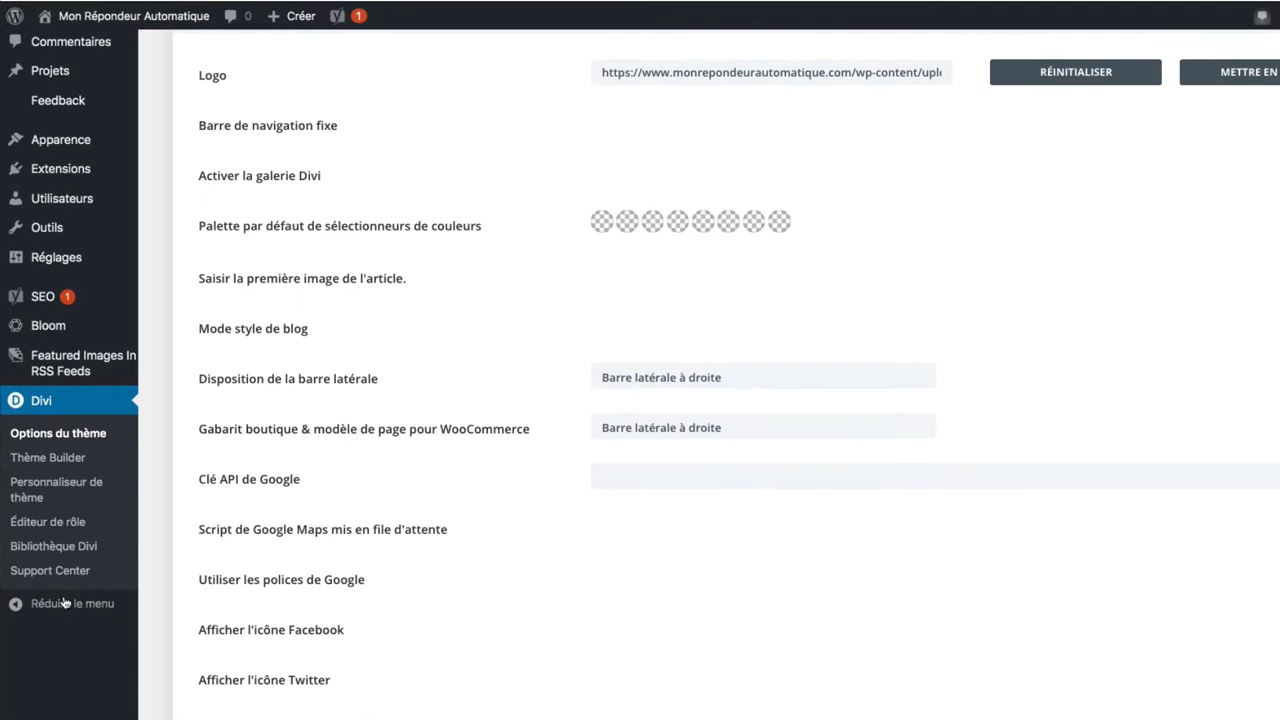 Mon Répondeur Automatique 0 Créer 1
Commentaires
Projets
Feedback
Apparence
Extensions
Utilisateurs
Outils
Réglages
SEO 1
Bloom
Featured Images In
RSS Feeds
Divi
Options du thème
Thème Builder
Personnaliseur de
thème
Éditeur de rôle
Bibliothèque Divi
Support Center
Réduire le menu
Logo https://www.monrepondeurautomatique.com/wp-content/uplo RÉINITIALISER METTRE EN
Barre de navigation fixe
Activer la galerie Divi
Palette par défaut de sélectionneurs de couleurs
Saisir la première image de l'article.
Mode style de blog
Disposition de la barre latérale Barre latérale à droite
Gabarit boutique & modèle de page pour WooCommerce Barre latérale à droite
Clé API de Google
Script de Google Maps mis en file d'attente
Utiliser les polices de Google
Afficher l'icône Facebook
Afficher l'icône Twitter